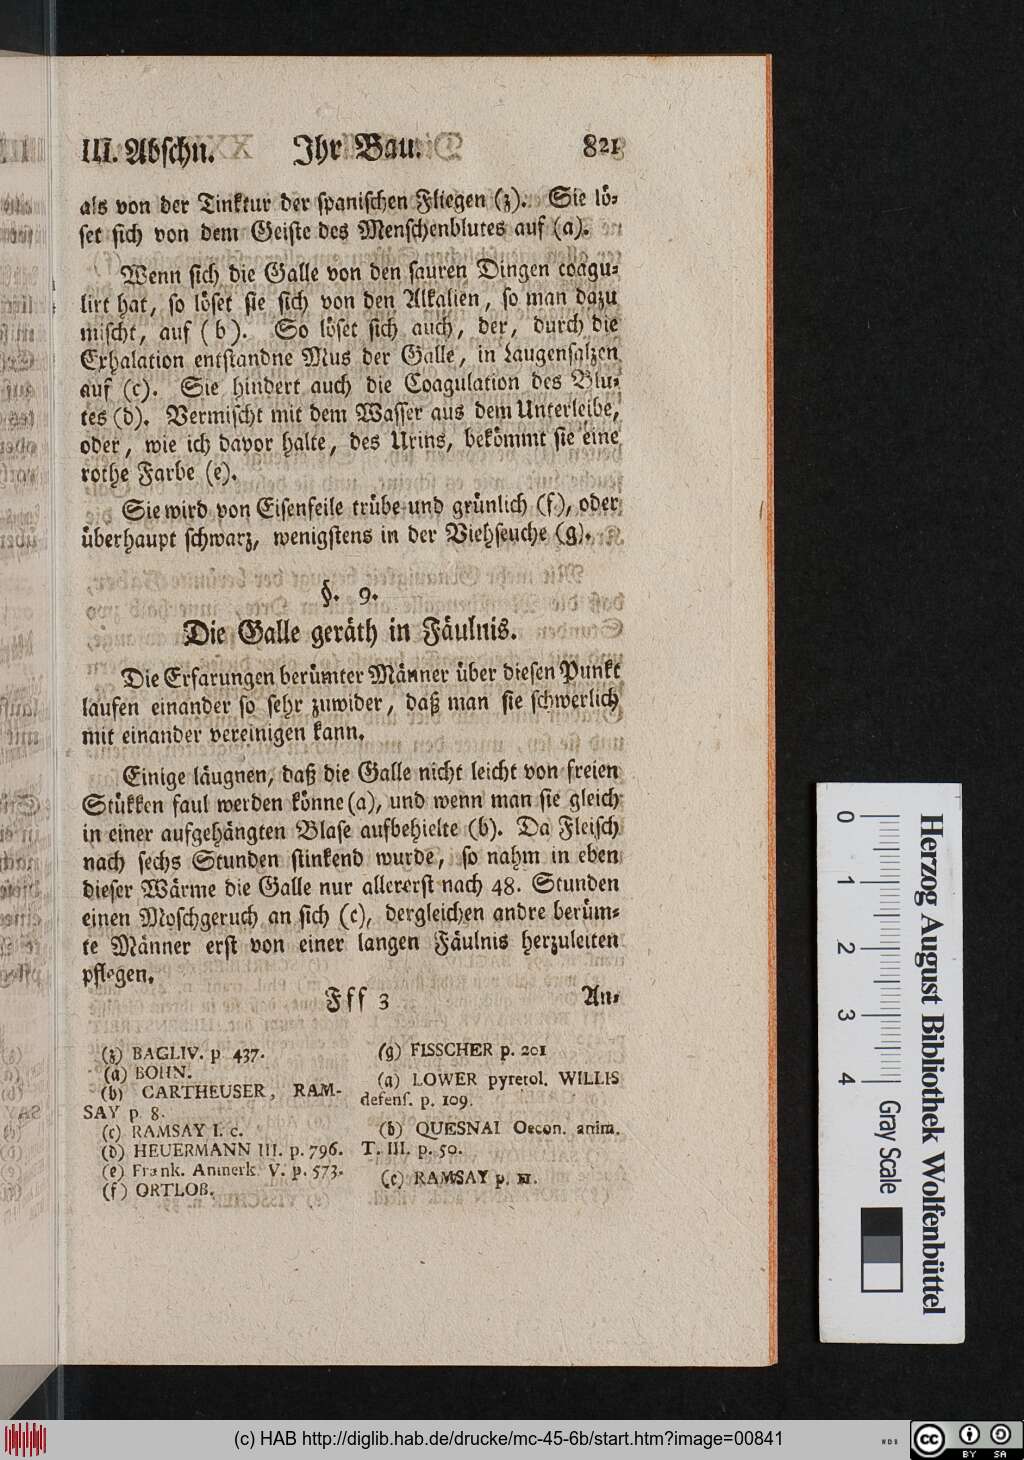 III. Abschn. Ihr Bau. 821
als von der Tinktur der spanischen Fliegen (z). Sie lö-
set sich von dem Geiste des Menschenblutes auf (a).
Wenn sich die Galle von den sauren Dingen coagu-
lirt hat, so löset sie sich von den Alkalien, so man dazu
mischt, auf (b). So löset sich auch, der, durch die
Exhalation entstandne Mus der Galle, in Laugensalzen
auf (c). Sie hindert auch die Coagulation des Blu-
tes (d). Vermischt mit dem Wasser aus dem Unterleibe,
oder, wie ich davor halte, des Urins, bekömmt sie eine
rothe Farbe (e).
Sie wird von Eisenfeile trübe und grünlich (f), oder
überhaupt schwarz, wenigstens in der Viehseuche (g).
§. 9.
Die Galle geräth in Fäulnis.
Die Erfarungen berümter Männer über diesen Punkt
laufen einander so sehr zuwider, daß man sie schwerlich
mit einander vereinigen kann.
Einige läugnen, daß die Galle nicht leicht von freien
Stükken faul werden könne (a), und wenn man sie gleich
in einer aufgehängten Blase aufbehielte (b). Da Fleisch
nach sechs Stunden stinkend wurde, so nahm in eben
dieser Wärme die Galle nur allererst nach 48. Stunden
einen Moschgeruch an sich (c), dergleichen andre berüm-
te Männer erst von einer langen Fäulnis herzuleiten
pflegen.
Fff 3 An-
(z) BAGLIV. p 437.
(a) BOHN.
(b) CARTHEUSER, RAM-
SAY p. 8.
(c) RAMSAY l. c.
(d) HEUERMANN III. p. 796.
(e) Frank. Anmerk. V. p. 573.
(f) ORTLOB.
(g) FISSCHER p. 201
(a) LOWER pyretol. WILLIS
defens. p. 109.
(b) QUESNAI Oecon. anim.
T. III. p. 50.
(c) RAMSAY p. 11.
0 1 2 3 4
Gray Scale
Herzog August Bibliothek Wolfenbüttel
(c) HAB http://diglib.hab.de/drucke/mc-45-6b/start.htm?image=00841
cc BY SA